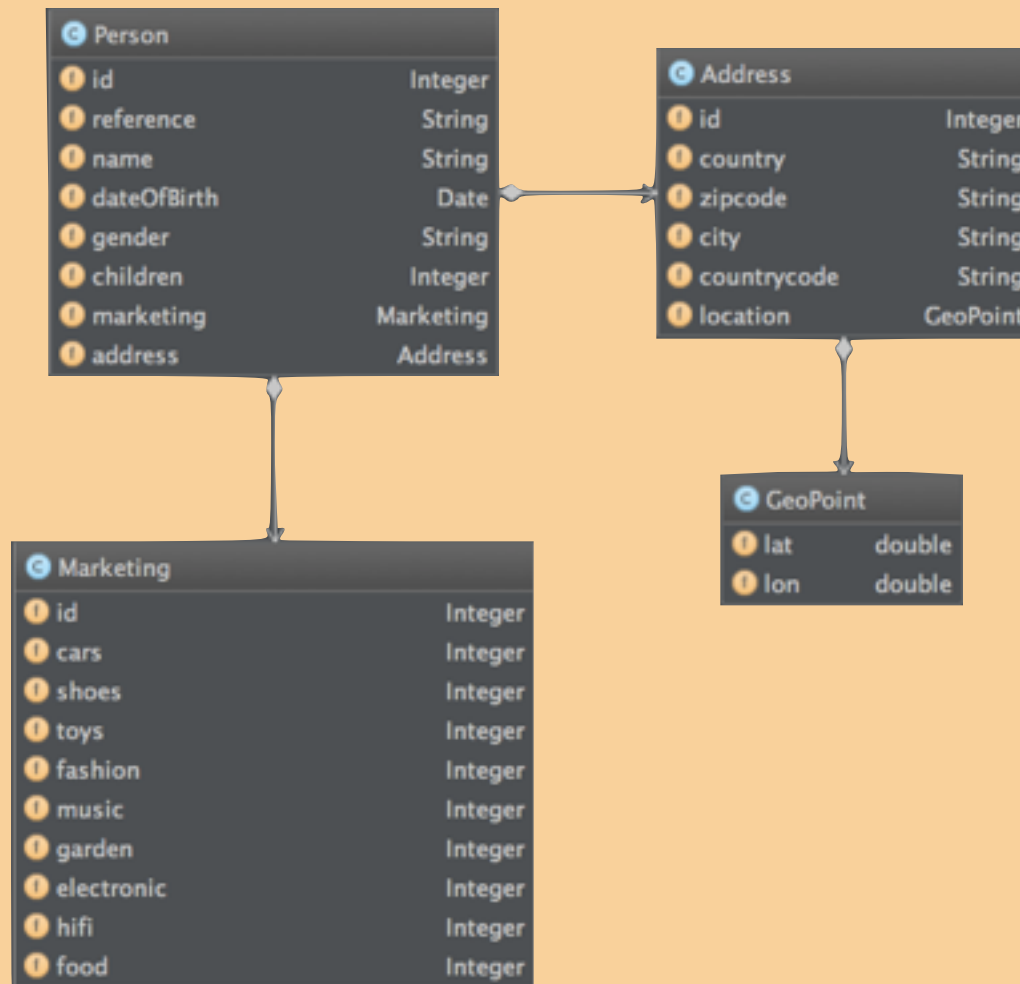 Person
id Integer
reference String
name String
dateOfBirth Date
gender String
children Integer
marketing Marketing
address Address
Address
id Integer
country String
zipcode String
city String
countrycode String
location GeoPoint
GeoPoint
lat double
lon double
Marketing
id Integer
cars Integer
shoes Integer
toys Integer
fashion Integer
music Integer
garden Integer
electronic Integer
hifi Integer
food Integer